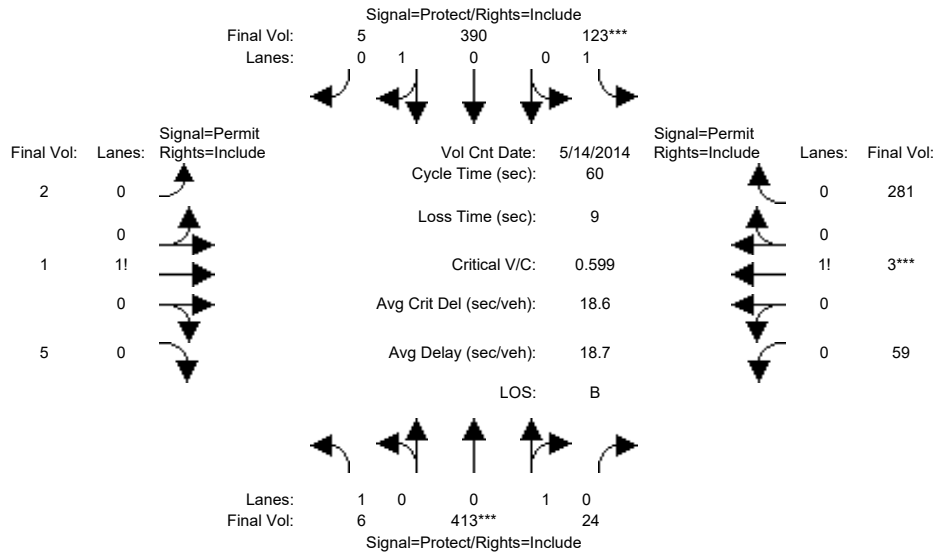 Signal=Protect/Rights=Include
Final Vol: 5 390 123***
Lanes: 0 1 0 0 1
Signal=Permit Signal=Permit
Final Vol: Lanes: Rights=Include Vol Cnt Date: 5/14/2014 Rights=Include Lanes: Final Vol:
Cycle Time (sec): 60
2 0 0 281
Loss Time (sec): 9
0 0
1 1! Critical V/C: 0.599 1! 3***
0 Avg Crit Del (sec/veh): 18.6 0
5 0 Avg Delay (sec/veh): 18.7 0 59
LOS: B
Lanes: 1 0 0 1 0
Final Vol: 6 413*** 24
Signal=Protect/Rights=Include